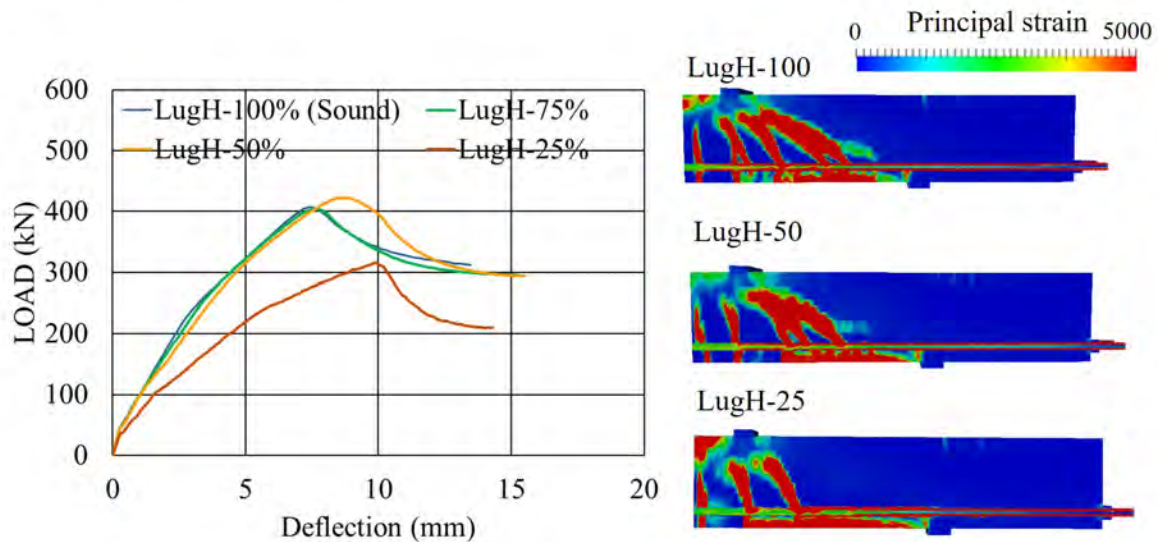 Principal strain
0 5000
LugH-100
600
LugH-100% (Sound) LugH-75%
LugH-50% LugH-25%
500
400
300
200
100
0
LOAD (kN)
0 5 10 15 20
Deflection (mm)
LugH-50
LugH-25